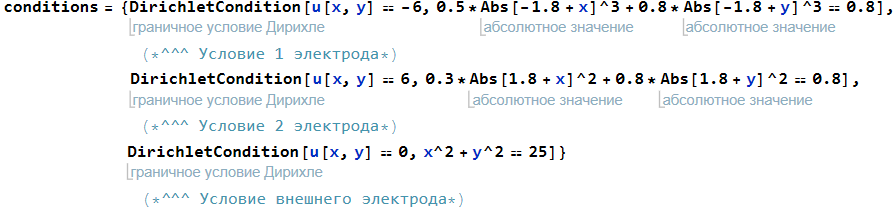 conditions = {DirichletCondition[u[x, y] == -6, 0.5*Abs[-1.8 + x]^3 + 0.8*Abs[-1.8 + y]^3 == 0.8],
граничное условие Дирихле абсолютное значение абсолютное значение
(*^^^ Условие 1 электрода*)
DirichletCondition[u[x, y] == 6, 0.3*Abs[1.8 + x]^2 + 0.8*Abs[1.8 + y]^2 == 0.8],
граничное условие Дирихле абсолютное значение абсолютное значение
(*^^^ Условие 2 электрода*)
DirichletCondition[u[x, y] == 0, x^2 + y^2 == 25]}
граничное условие Дирихле
(*^^^ Условие внешнего электрода*)